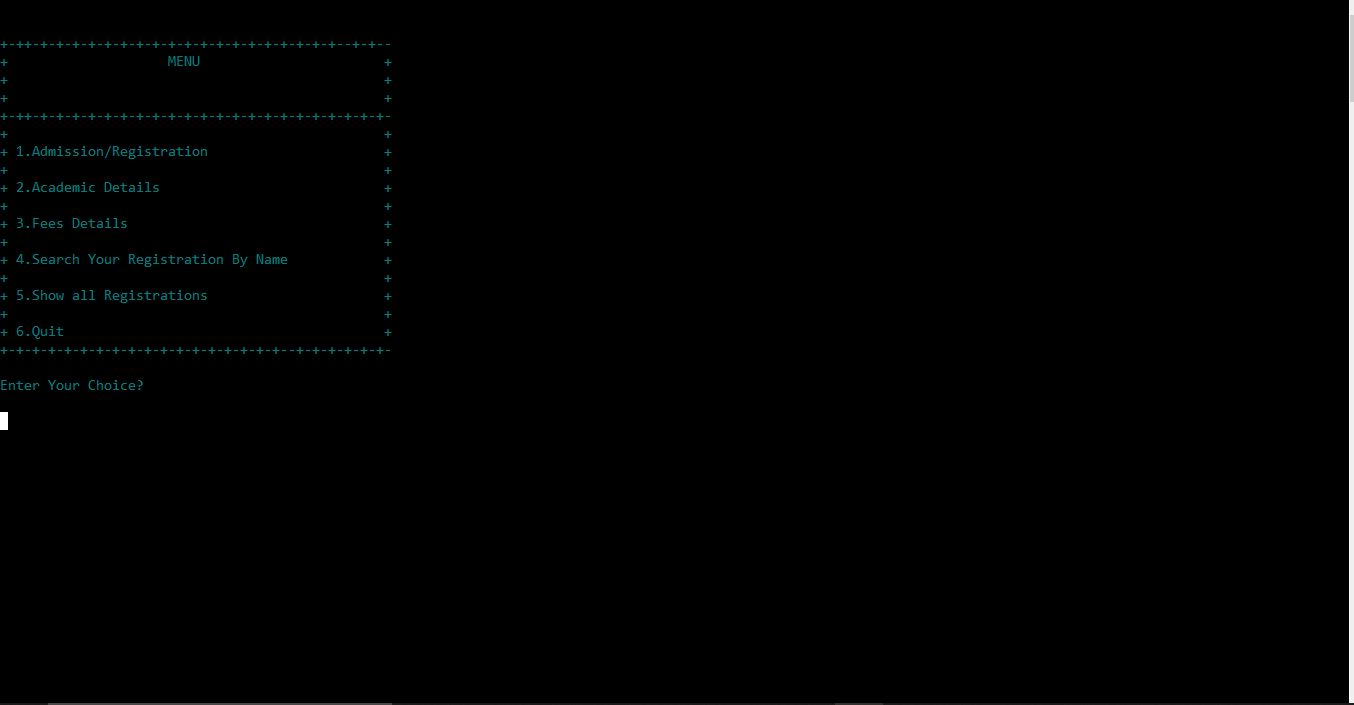 +-++-+-+-+-+-+-+-+-+-+-+-+-+-+-+-+-+-+-+-+--+-+--
+                    MENU                       +
+                                               +
+                                               +
+-++-+-+-+-+-+-+-+-+-+-+-+-+-+-+-+-+-+-+-+-+-+-+-
+                                               +
+ 1.Admission/Registration                      +
+                                               +
+ 2.Academic Details                            +
+                                               +
+ 3.Fees Details                                +
+                                               +
+ 4.Search Your Registration By Name            +
+                                               +
+ 5.Show all Registrations                      +
+                                               +
+ 6.Quit                                        +
+-+-+-+-+-+-+-+-+-+-+-+-+-+-+-+-+-+--+-+-+-+-+-+-
Enter Your Choice?